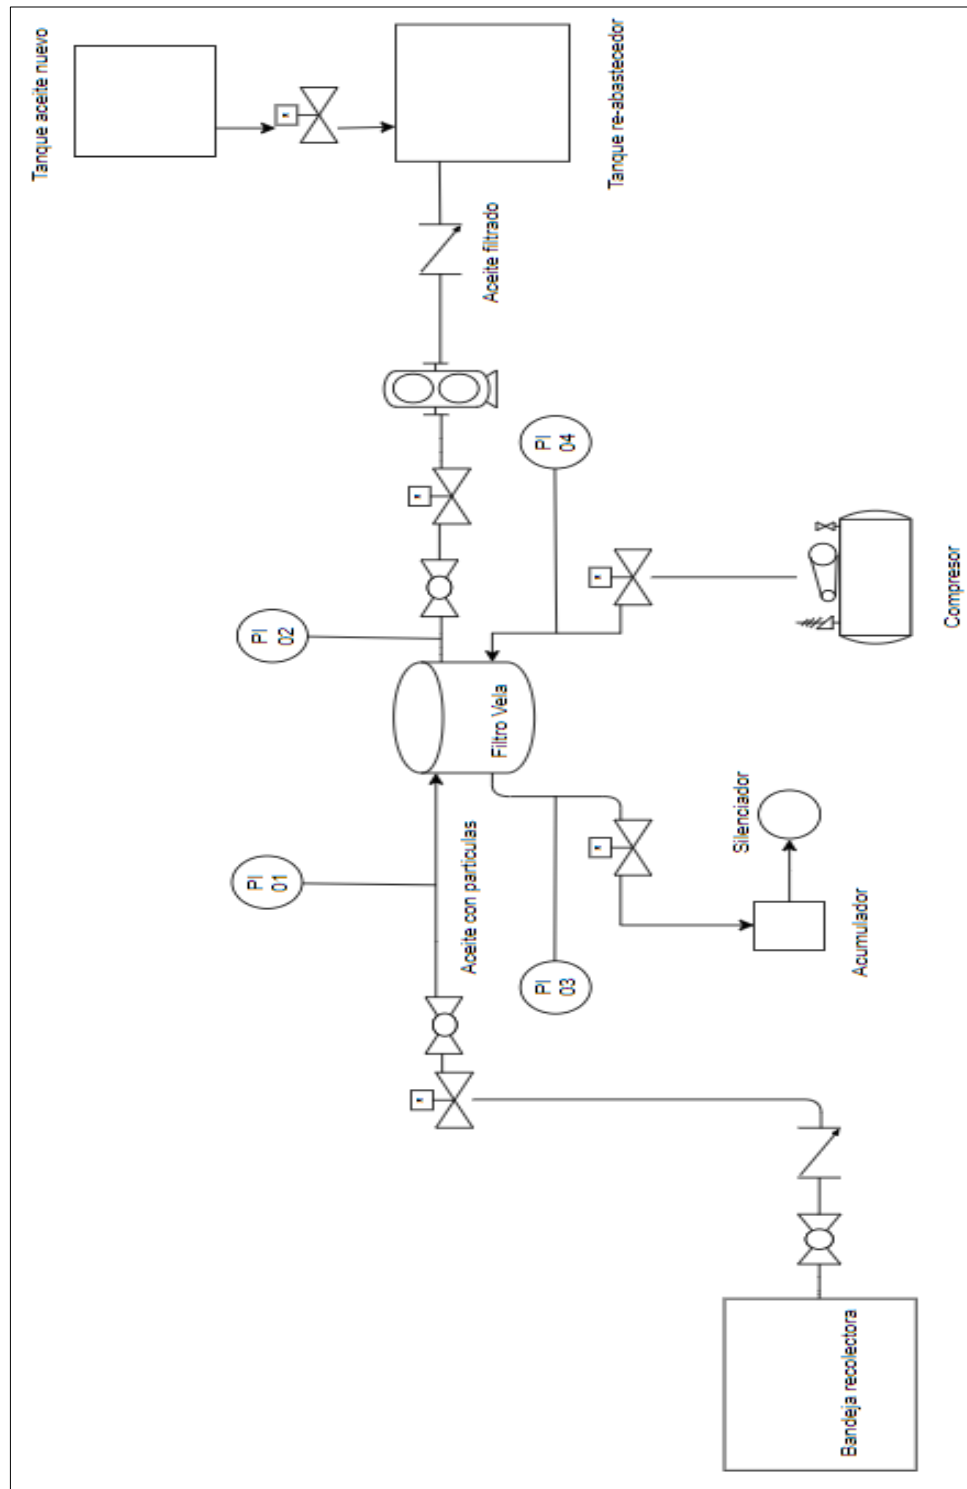 Tanque aceite nuevo
Tanque re-abastecedor
Aceite filtrado
PI
04
PI
02
Compresor
Filtro Vela
Silenciador
PI
01
Aceite con particulas
Acumulador
PI
03
Bandeja recolectora